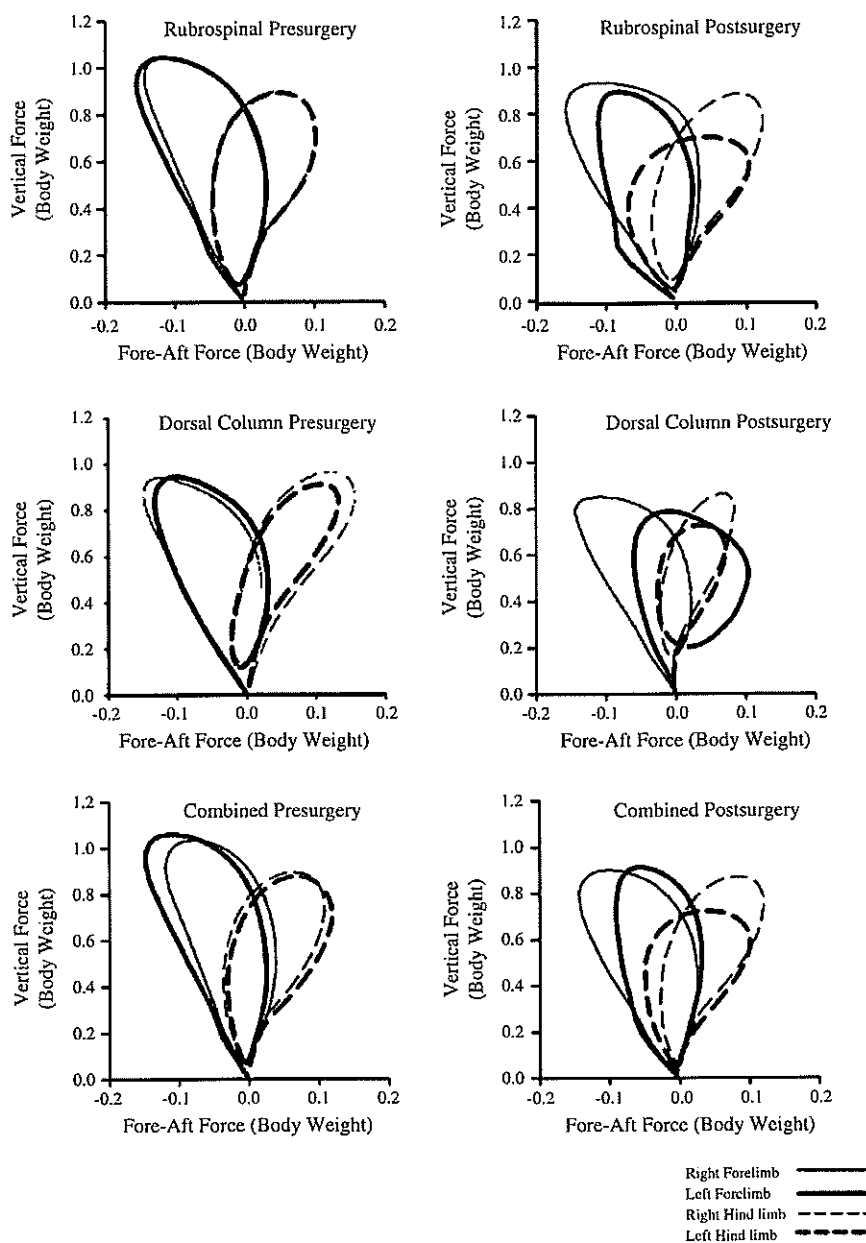 Rubrospinal Presurgery
Vertical Force
(Body Weight)
1.2
1.0
0.8
0.6
0.4
0.2
0.0
-0.2 -0.1 0.0 0.1 0.2
Fore-Aft Force (Body Weight)
Rubrospinal Postsurgery
Vertical Force
(Body Weight)
1.2
1.0
0.8
0.6
0.4
0.2
0.0
-0.2 -0.1 0.0 0.1 0.2
Fore-Aft Force (Body Weight)
Dorsal Column Presurgery
Vertical Force
(Body Weight)
1.2
1.0
0.8
0.6
0.4
0.2
0.0
-0.2 -0.1 0.0 0.1 0.2
Fore-Aft Force (Body Weight)
Dorsal Column Postsurgery
Vertical Force
(Body Weight)
1.2
1.0
0.8
0.6
0.4
0.2
0.0
-0.2 -0.1 0.0 0.1 0.2
Fore-Aft Force (Body Weight)
Combined Presurgery
Vertical Force
(Body Weight)
1.2
1.0
0.8
0.6
0.4
0.2
0.0
-0.2 -0.1 0.0 0.1 0.2
Fore-Aft Force (Body Weight)
Combined Postsurgery
Vertical Force
(Body Weight)
1.2
1.0
0.8
0.6
0.4
0.2
0.0
-0.2 -0.1 0.0 0.1 0.2
Fore-Aft Force (Body Weight)
Right Forelimb
Left Forelimb
Right Hind limb
Left Hind limb